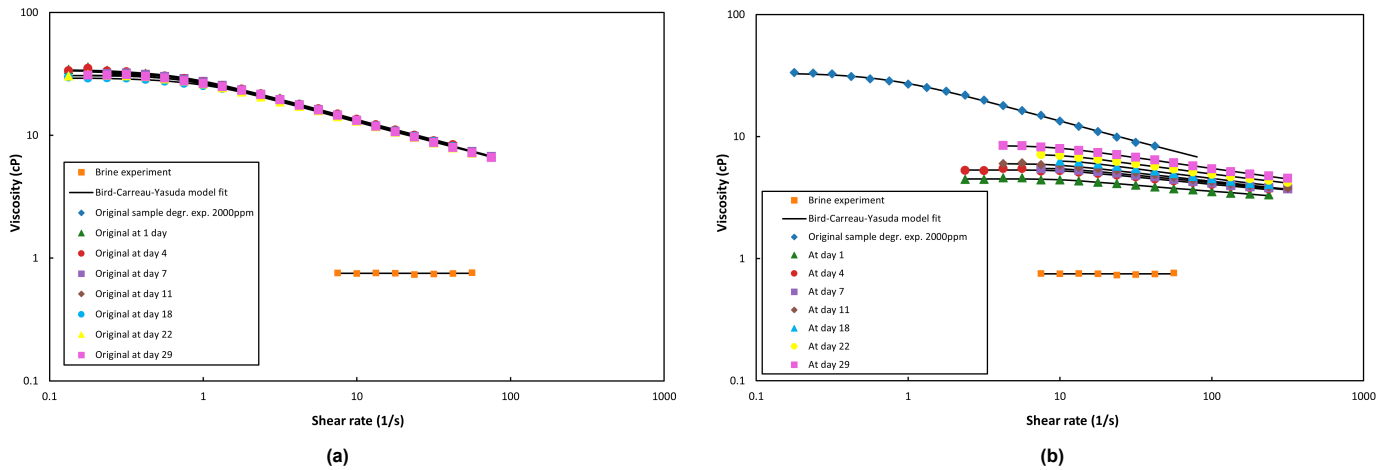 100
10
1
0.1
Viscosity (cP)
Brine experiment
Bird-Carreau-Yasuda model fit
Original sample degr. exp. 2000ppm
Original at 1 day
Original at day 4
Original at day 7
Original at day 11
Original at day 18
Original at day 22
Original at day 29
0.1 1 10 100 1000
Shear rate (1/s)
(a)
100
10
1
0.1
Viscosity (cP)
Brine experiment
Bird-Carreau-Yasuda model fit
Original sample degr. exp. 2000ppm
At day 1
At day 4
At day 7
At day 11
At day 18
At day 22
At day 29
0.1 1 10 100 1000
Shear rate (1/s)
(b)